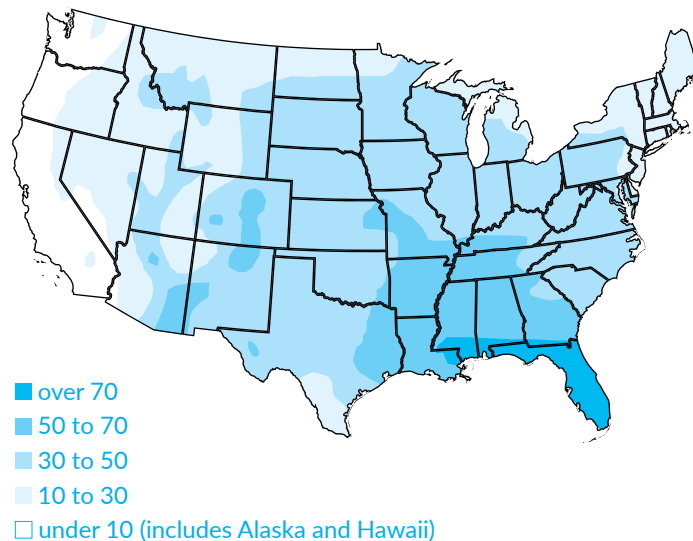 over 70
50 to 70
30 to 50
10 to 30
under 10 (includes Alaska and Hawaii)